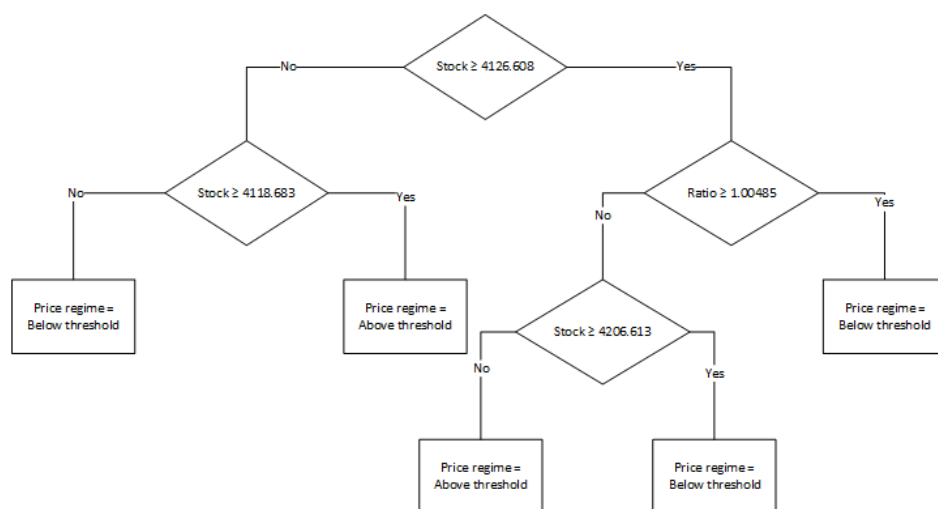 Stock ≥ 4126.608
No
Yes
Stock ≥ 4118.683
No
Yes
Ratio ≥ 1.00485
No
Yes
Price regime =
Below threshold
Price regime =
Above threshold
Stock ≥ 4206.613
No
Yes
Price regime =
Below threshold
Price regime =
Above threshold
Price regime =
Below threshold